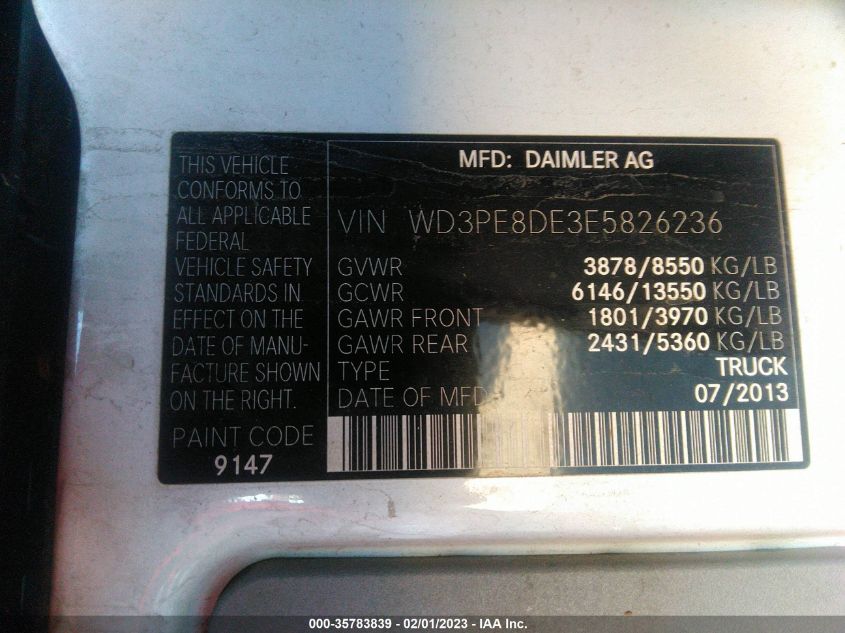 THIS VEHICLE
CONFORMS TO
ALL APPLICABLE
FEDERAL
VEHICLE SAFETY
STANDARDS IN
EFFECT ON THE
DATE OF MANU-
FACTURE SHOWN
ON THE RIGHT.
PAINT CODE
9147
MFD: DAIMLER AG
VIN WD3PE8DE3E5826236
GVWR 3878/8550 KG/LB
GCWR 6146/13550 KG/LB
GAWR FRONT 1801/3970 KG/LB
GAWR REAR 2431/5360 KG/LB
TYPE TRUCK
DATE OF MFD 07/2013
000-35783839 - 02/01/2023 - IAA Inc.